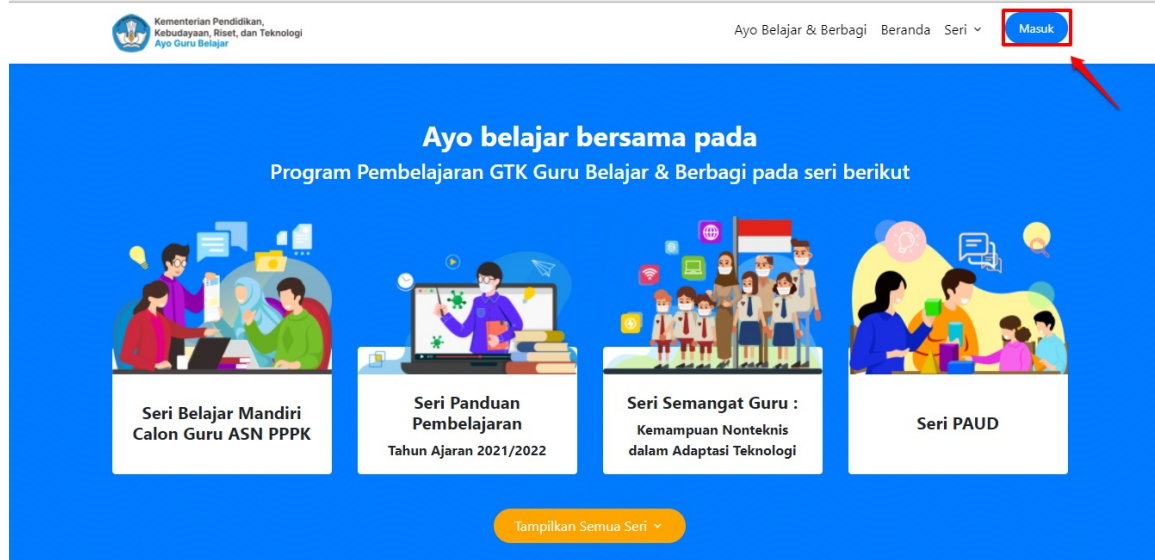 Kementerian Pendidikan,
Kebudayaan, Riset, dan Teknologi
Ayo Guru Belajar
Ayo Belajar & Berbagi Beranda Seri Masuk
Ayo belajar bersama pada
Program Pembelajaran GTK Guru Belajar & Berbagi pada seri berikut
Seri Belajar Mandiri
Calon Guru ASN PPPK
Seri Panduan
Pembelajaran
Tahun Ajaran 2021/2022
Seri Semangat Guru :
Kemampuan Nonteknis
dalam Adaptasi Teknologi
Seri PAUD
Tampilkan Semua Seri